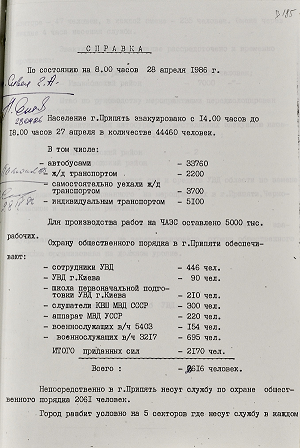 С П Р А В К А
По состоянию на 8.00 часов 28 апреля 1986 г.
Население г.Припять эвакуировано с 14.00 часов до
18.00 часов 27 апреля в количестве 44460 человек.
В том числе:
- автобусами - 33760
- ж/д транспортом - 2200
- самостоятельно уехали ж/д
транспортом - 3700
- индивидуальным транспортом - 5100
Для производства работ на ЧАЭС оставлено 5000 тыс.
рабочих.
Охрану общественного порядка в г.Припяти обеспечи-
вают:
- сотрудники УВД - 446 чел.
- УВД г.Киева - 90 чел.
- школа первоначальной подго-
товки УВД г.Киева - 210 чел.
- слушатели КВШ МВД СССР - 300 чел.
- аппарат МВД УССР - 220 чел.
- военнослужащих в/ч 5403 - 154 чел.
- военнослужащих в/ч 3217 - 695 чел.
ИТОГО приданных сил - 2170 чел.
Всего : - 2616 человек.
Непосредственно в г.Припять несут службу по охране общест-
венного порядка 2061 человек.
Город разбит условно на 5 секторов где несут службу в каждом